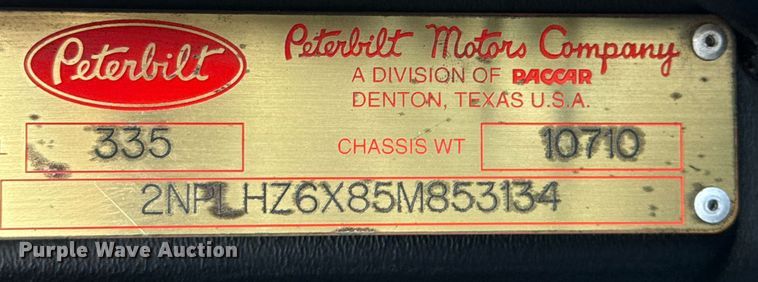 Peterbilt
Peterbilt Motors Company
A DIVISION OF PACCAR
DENTON, TEXAS U.S.A.
335
CHASSIS WT
10710
2NPLHZ6X85M853134
Purple Wave Auction